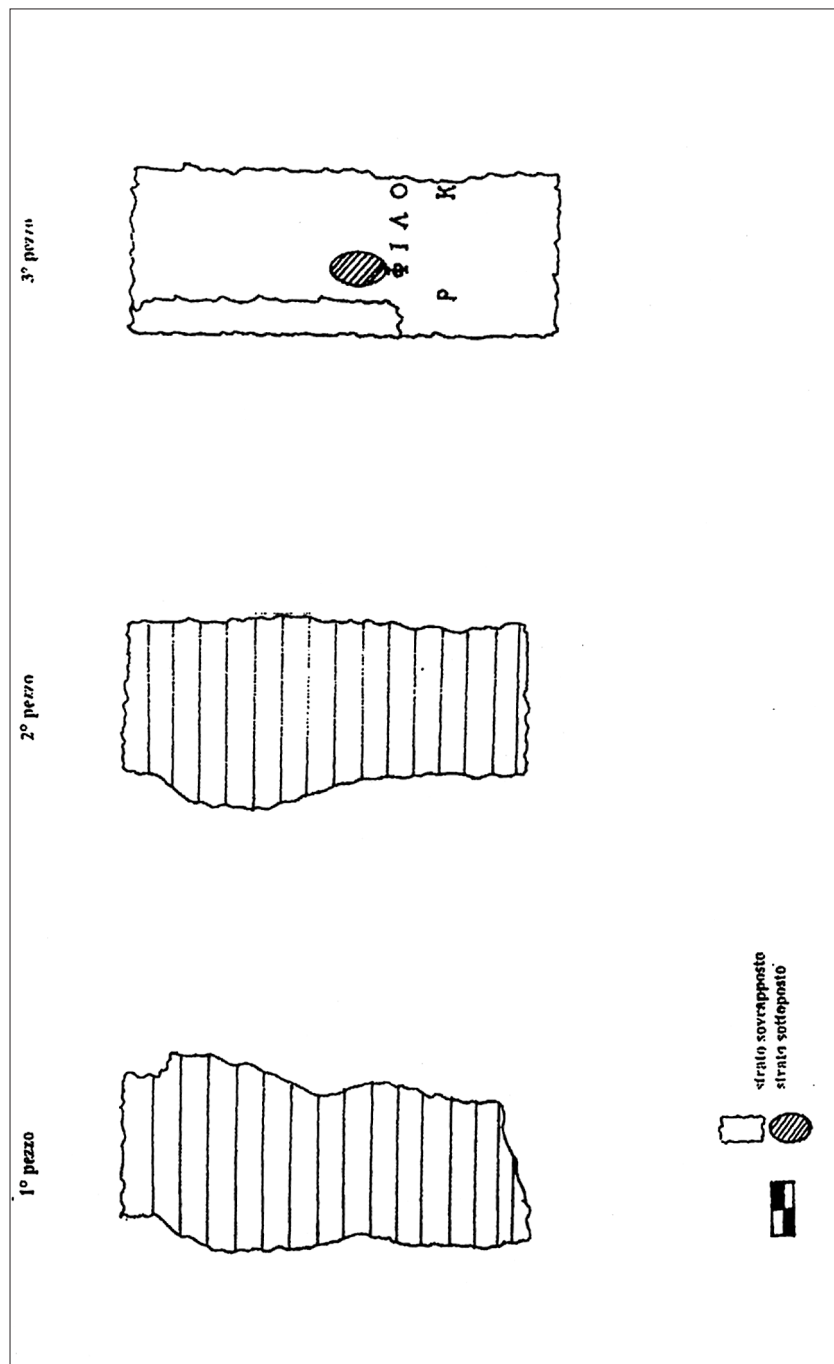 1° pezzo
2° pezzo
3° pezzo
ΦΙΛΟ
Ρ Κ
strato sovrapposto
strato sottoposto